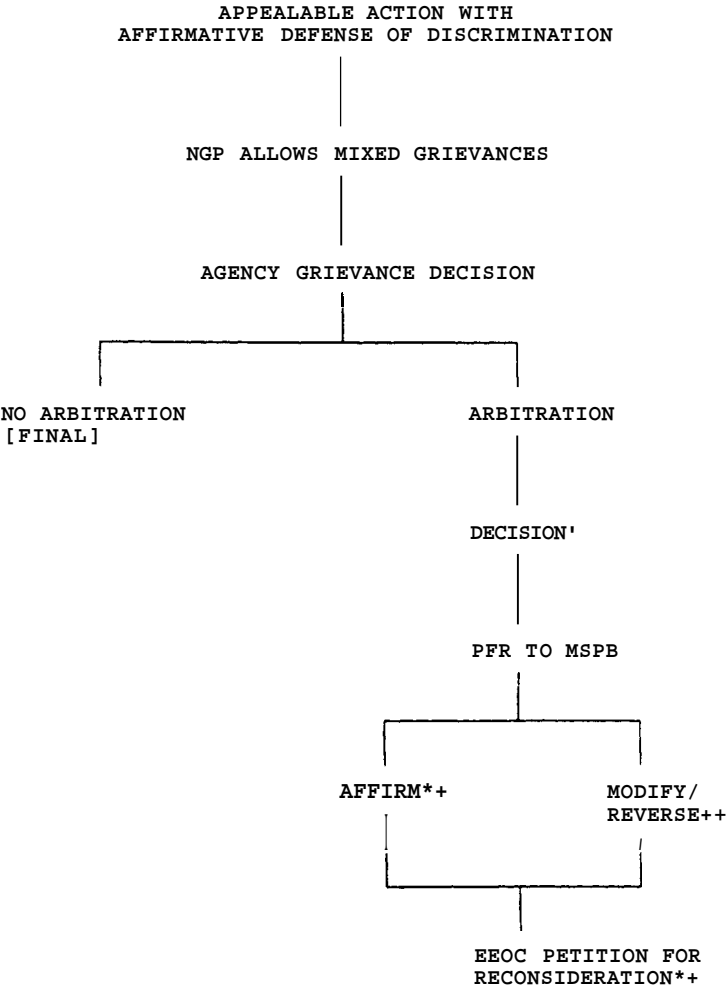 APPEALABLE ACTION WITH
AFFIRMATIVE DEFENSE OF DISCRIMINATION
NGP ALLOWS MIXED GRIEVANCES
AGENCY GRIEVANCE DECISION
NO ARBITRATION
[FINAL]
ARBITRATION
DECISION'
PFR TO MSPB
AFFIRM*+
MODIFY/
REVERSE++
EEOC PETITION FOR
RECONSIDERATION*+